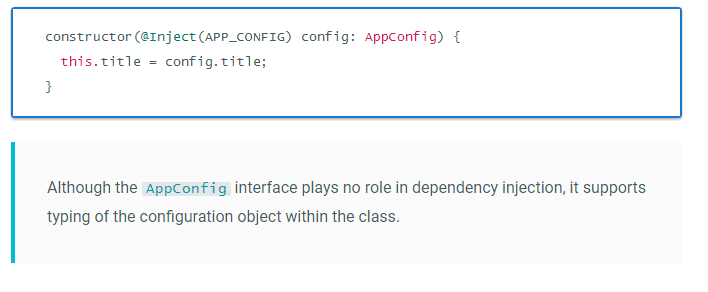 constructor(@Inject(APP_CONFIG) config: AppConfig) {
  this.title = config.title;
}
Although the AppConfig interface plays no role in dependency injection, it supports
typing of the configuration object within the class.